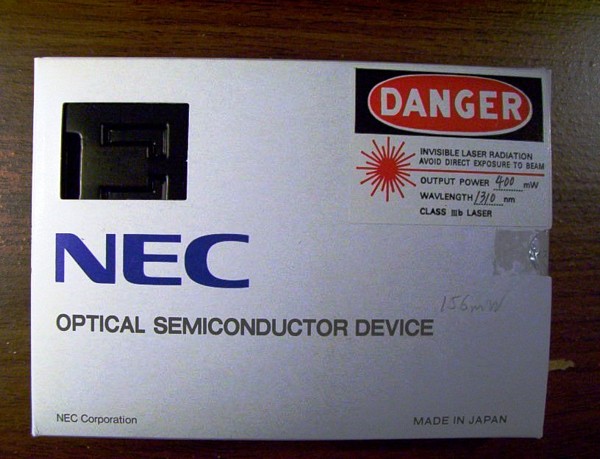 DANGER
INVISIBLE LASER RADIATION
AVOID DIRECT EXPOSURE TO BEAM
OUTPUT POWER 400 mW
WAVLENGTH 1310 nm
CLASS IIIb LASER
NEC
156mW
OPTICAL SEMICONDUCTOR DEVICE
NEC Corporation
MADE IN JAPAN